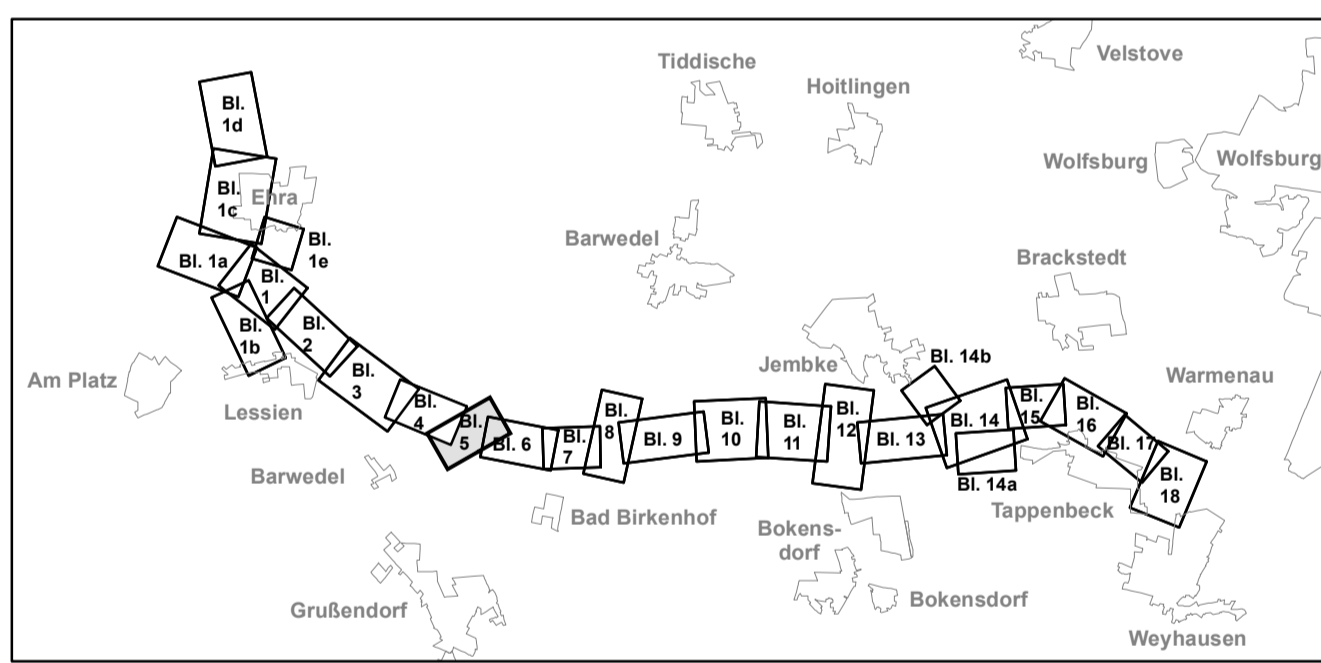 Velstove
Tiddische
Hoitlingen
Bl.
1d
Wolfsburg
Wolfsburg
Bl.
1c
Ehra
Bl.
1e
Barwedel
Bl. 1a
Brackstedt
Bl.
1
Bl.
1b
Bl.
2
Bl. 14b
Jembke
Am Platz
Bl.
3
Warmenau
Lessien
Bl.
4
Bl.
5
Bl. 6
Bl.
7
Bl.
8
Bl. 9
Bl.
10
Bl.
11
Bl.
12
Bl. 13
Bl. 14
Bl.
15
Bl.
16
Bl. 17
Bl.
18
Bl. 14a
Barwedel
Tappenbeck
Bad Birkenhof
Bokens-
dorf
Grußendorf
Bokensdorf
Weyhausen